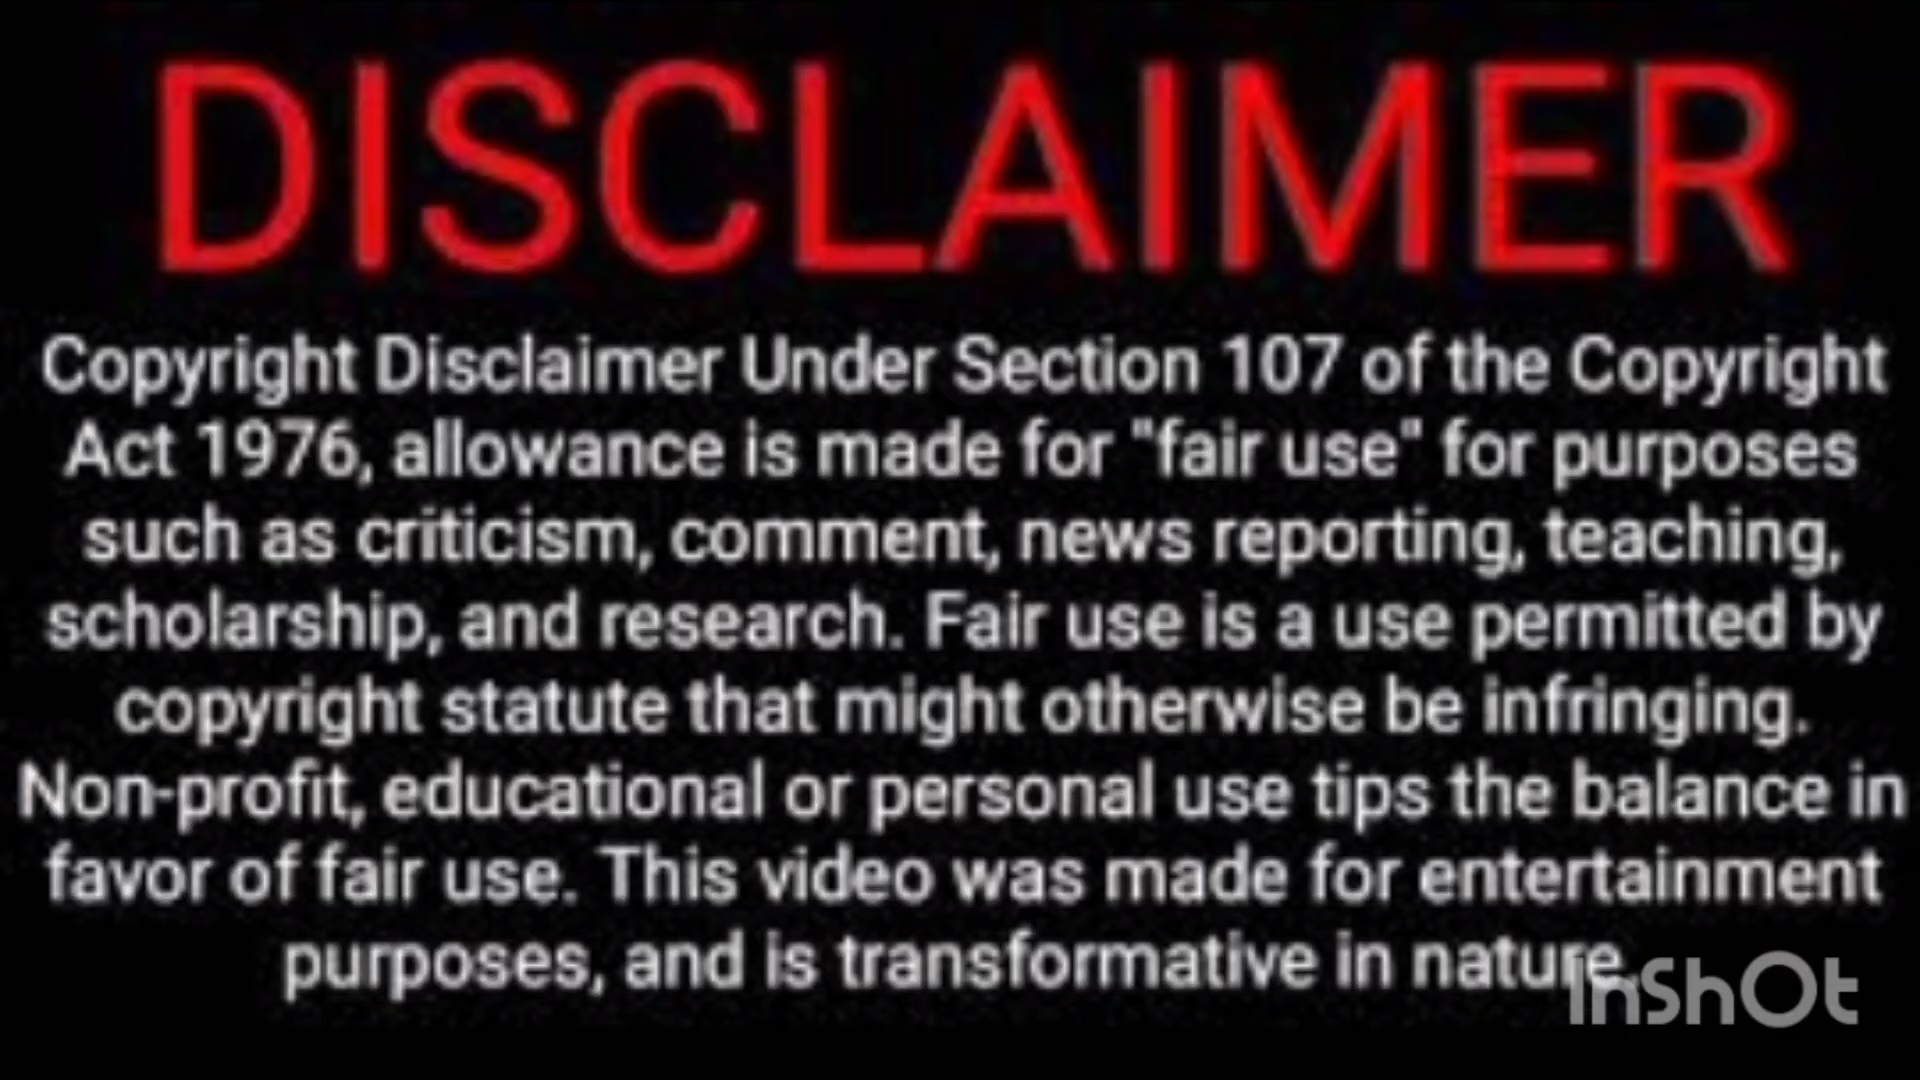 DISCLAIMER
Copyright Disclaimer Under Section 107 of the Copyright
Act 1976, allowance is made for "fair use" for purposes
such as criticism, comment, news reporting, teaching,
scholarship, and research. Fair use is a use permitted by
copyright statute that might otherwise be infringing.
Non-profit, educational or personal use tips the balance in
favor of fair use. This video was made for entertainment
purposes, and is transformative in nature.
InShOt